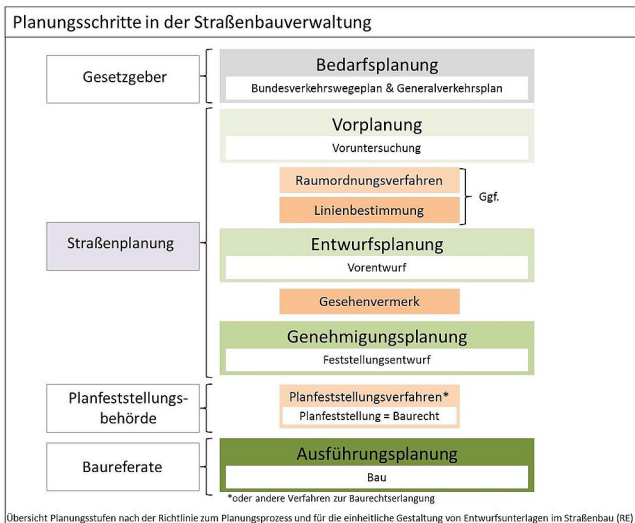 Planungsschritte in der Straßenbauverwaltung
Gesetzgeber
Bedarfsplanung
Bundesverkehrswegeplan & Generalverkehrsplan
Straßenplanung
Vorplanung
Voruntersuchung
Raumordnungsverfahren
Linienbestimmung
Ggf.
Entwurfsplanung
Vorentwurf
Gesehenvermerk
Genehmigungsplanung
Feststellungsentwurf
Planfeststellungs-
behörde
Planfeststellungsverfahren*
Planfeststellung = Baurecht
Baureferate
Ausführungsplanung
Bau
*oder andere Verfahren zur Baurechtserlangung
Übersicht Planungsstufen nach der Richtlinie zum Planungsprozess und für die einheitliche Gestaltung von Entwurfsunterlagen im Straßenbau (RE)